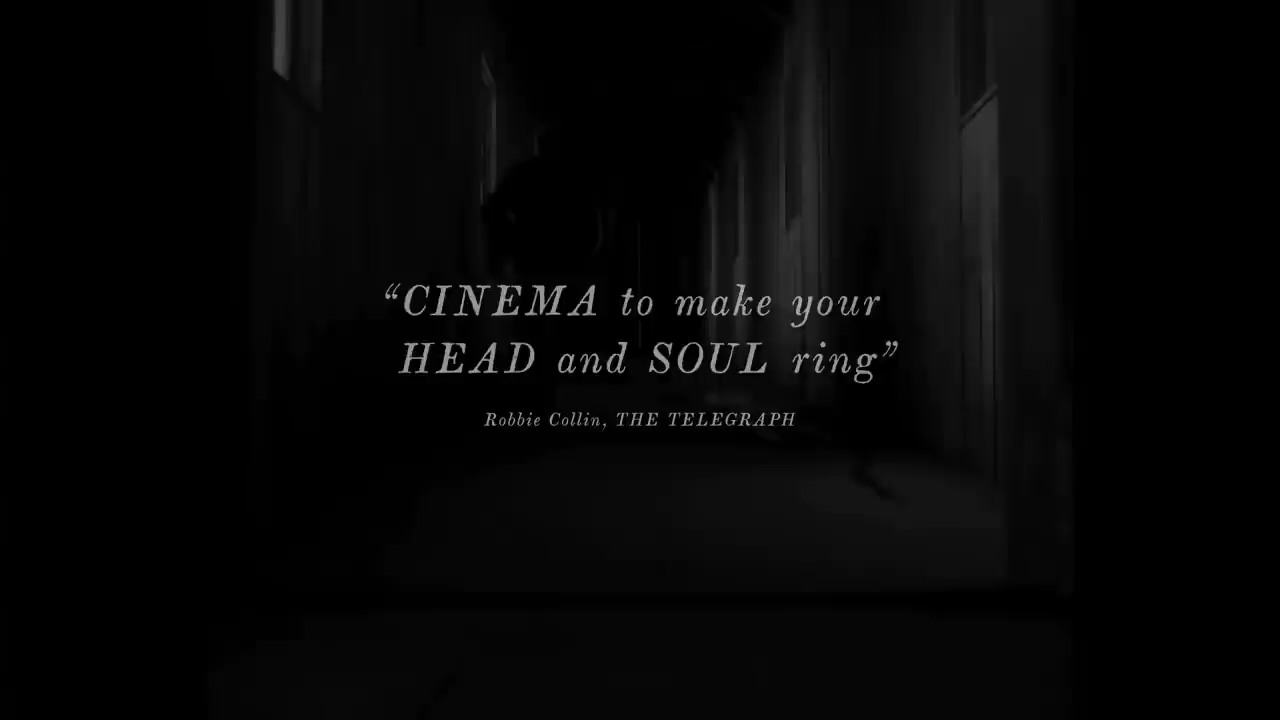 “CINEMA to make your
HEAD and SOUL ring”
Robbie Collin, THE TELEGRAPH